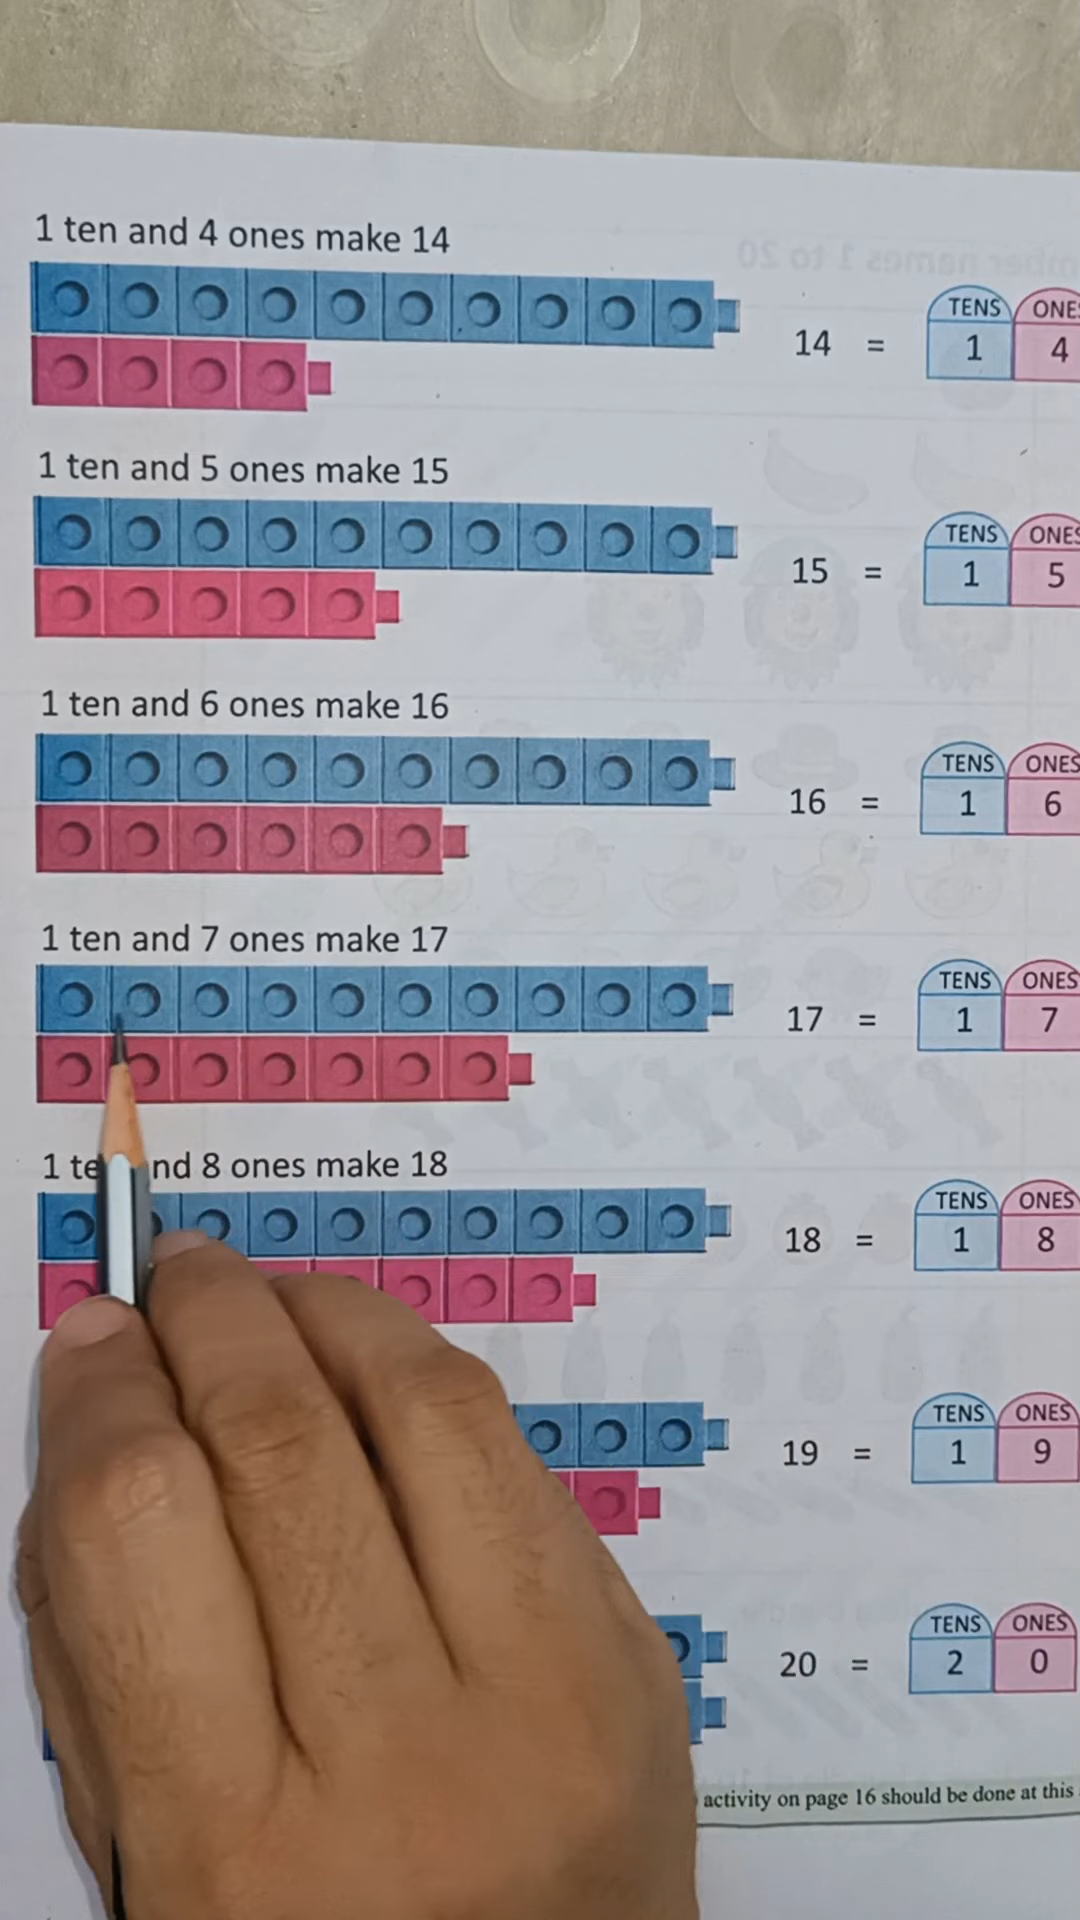 1 ten and 4 ones make 14
14 = TENS ONES
1 4
1 ten and 5 ones make 15
15 = TENS ONES
1 5
1 ten and 6 ones make 16
16 = TENS ONES
1 6
1 ten and 7 ones make 17
17 = TENS ONES
1 7
1 nd 8 ones make 18
18 = TENS ONES
1 8
19 = TENS ONES
1 9
20 = TENS ONES
2 0
activity on page 16 should be done at this